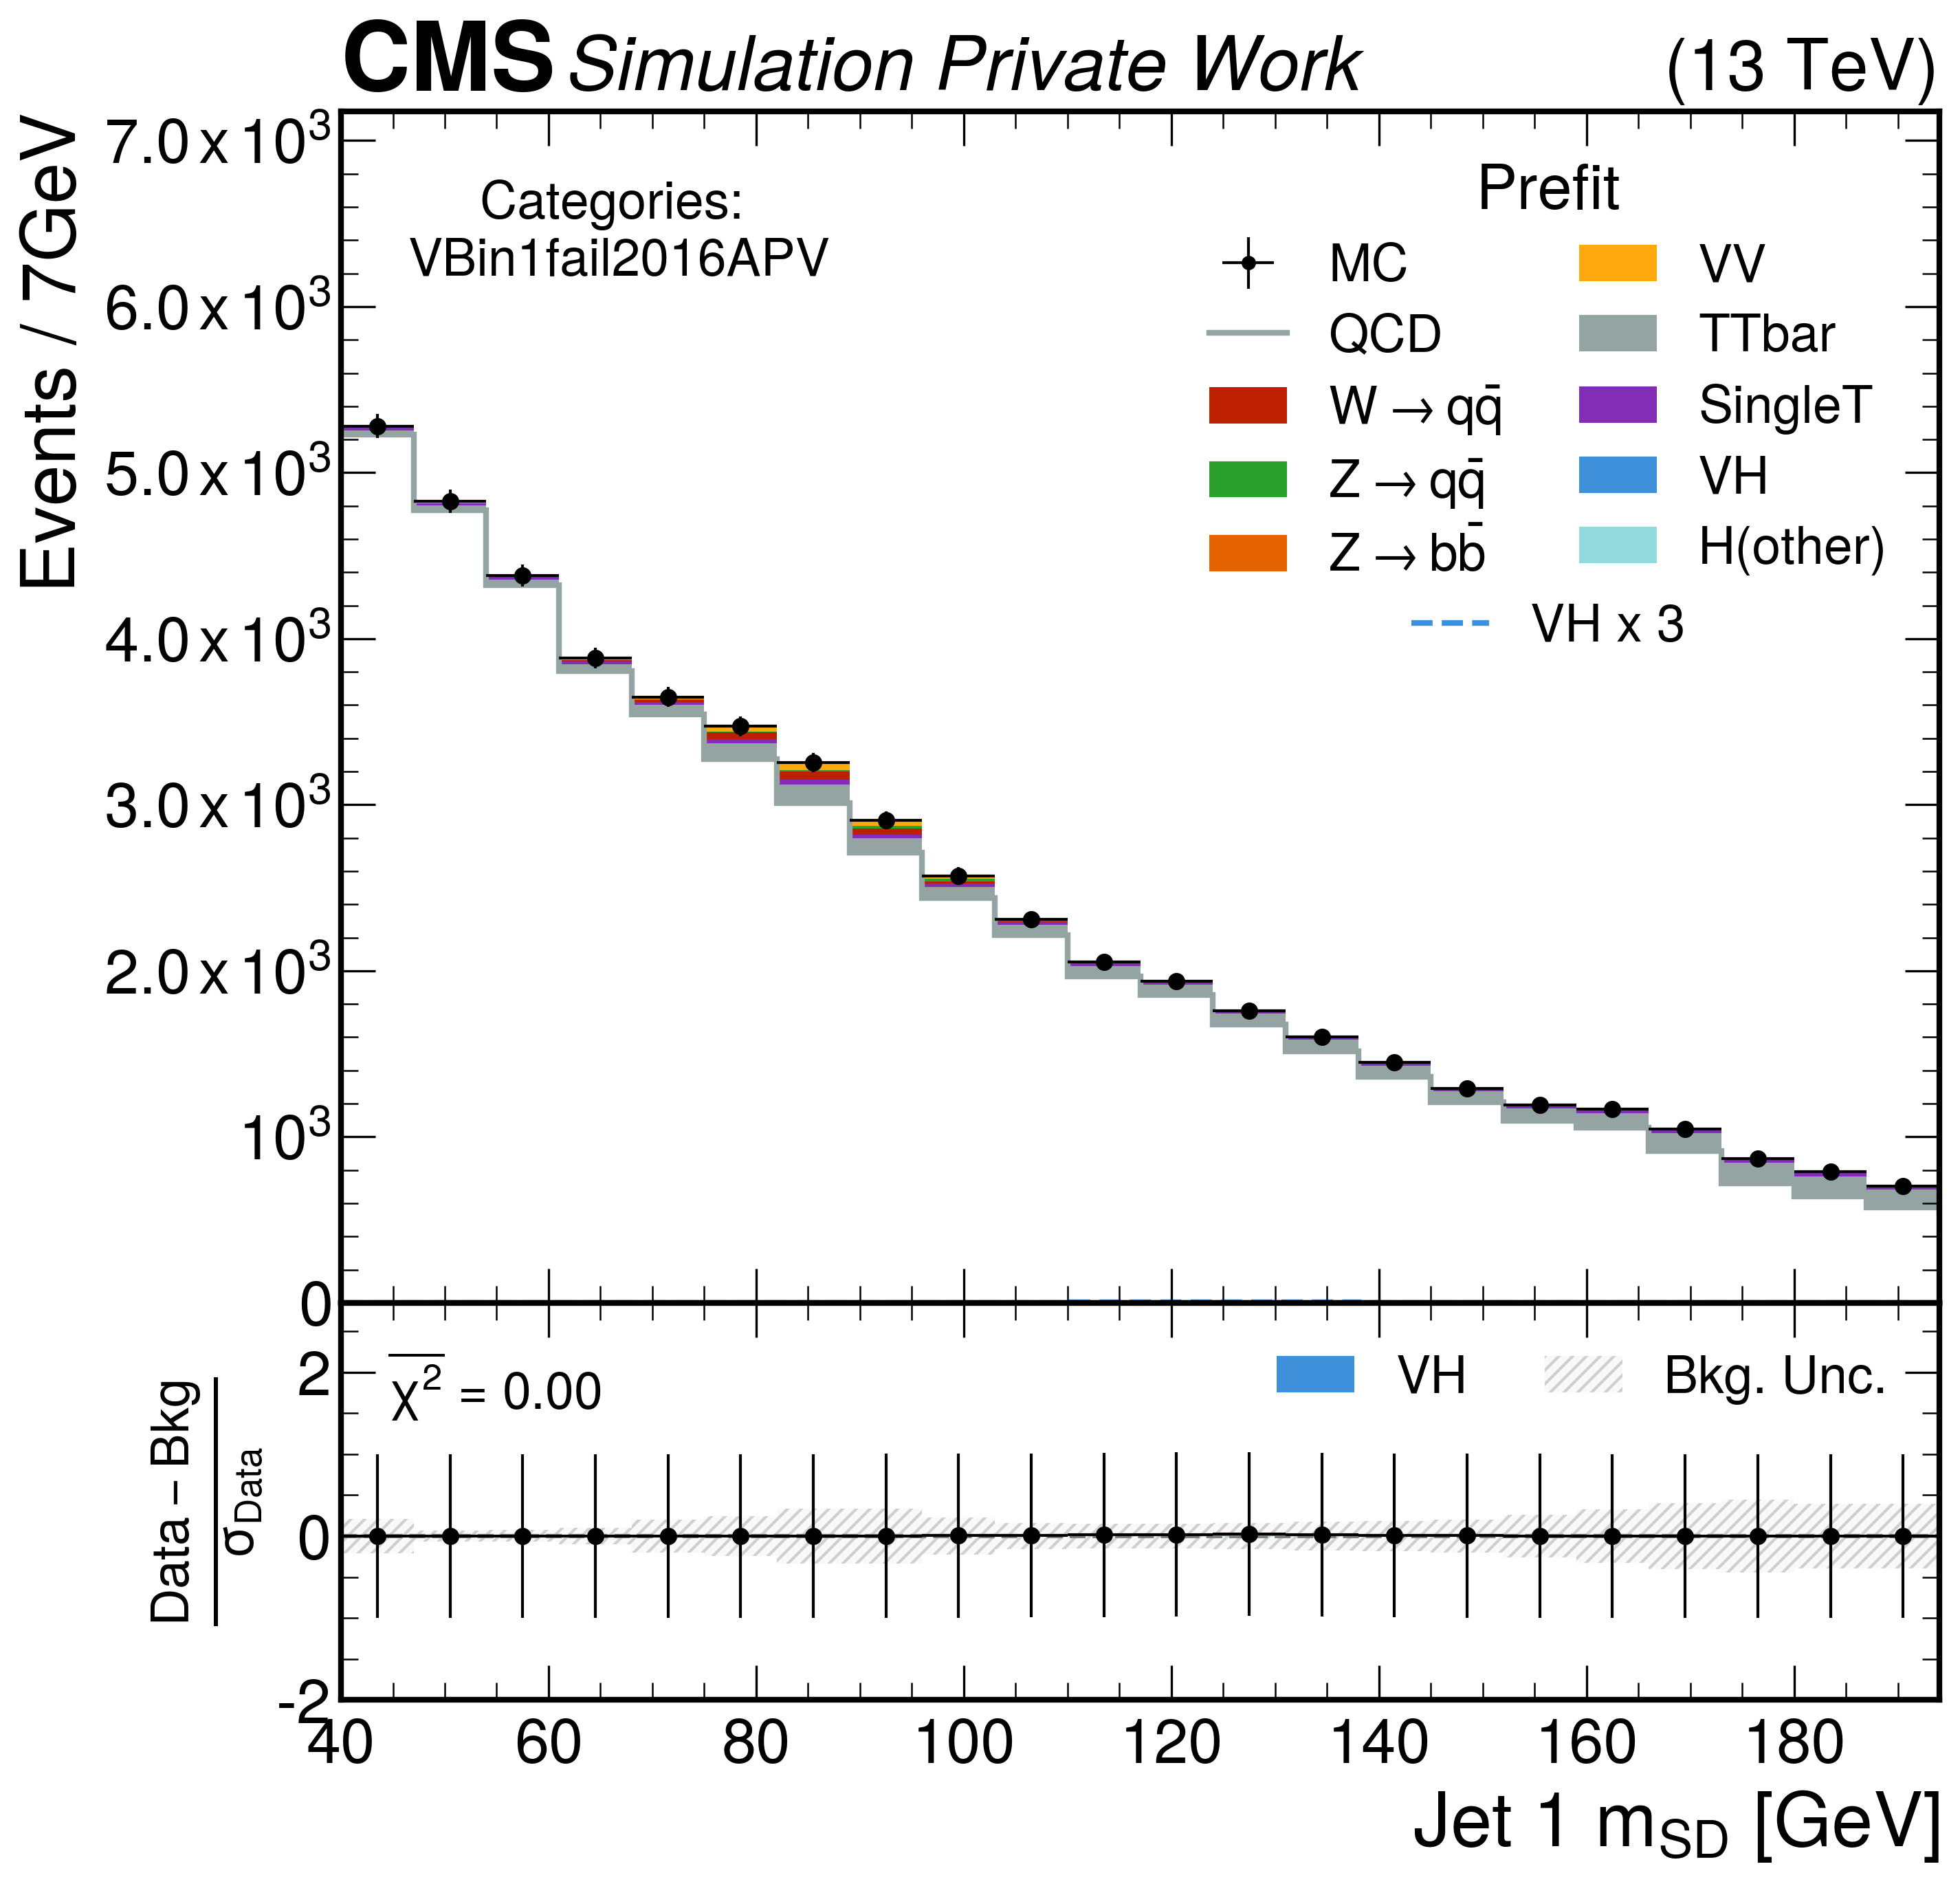 CMS Simulation Private Work (13 TeV)
Events / 7GeV
7.0 x 10³
6.0 x 10³
5.0 x 10³
4.0 x 10³
3.0 x 10³
2.0 x 10³
10³
0
Categories:
VBin1fail2016APV
Prefit
MC
QCD
W → qq̄
Z → qq̄
Z → bb̄
VV
TTbar
SingleT
VH
H(other)
VH x 3
Data – Bkg
σ_Data
2
0
-2
χ̅² = 0.00
VH
Bkg. Unc.
40 60 80 100 120 140 160 180
Jet 1 m_SD [GeV]